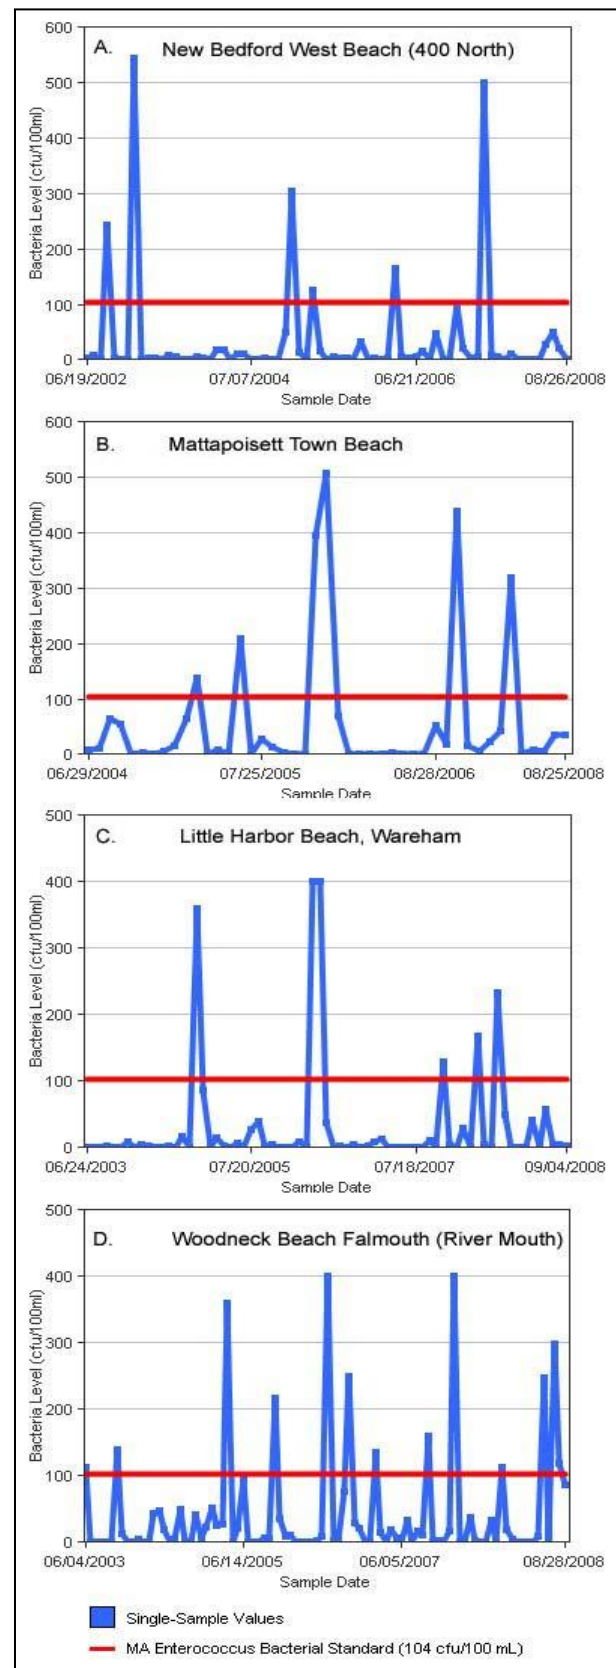 A. New Bedford West Beach (400 North)
600
500
400
300
200
100
0
Bacteria Level (cfu/100ml)
06/19/2002 07/07/2004 06/21/2006 08/26/2008
Sample Date
B. Mattapoisett Town Beach
600
500
400
300
200
100
0
Bacteria Level (cfu/100ml)
06/29/2004 07/25/2005 08/28/2006 08/25/2008
Sample Date
C. Little Harbor Beach, Wareham
500
400
300
200
100
0
Bacteria Level (cfu/100ml)
06/24/2003 07/20/2005 07/18/2007 09/04/2008
Sample Date
D. Woodneck Beach Falmouth (River Mouth)
500
400
300
200
100
0
Bacteria Level (cfu/100ml)
06/04/2003 06/14/2005 06/05/2007 08/28/2008
Sample Date
Single-Sample Values
MA Enterococcus Bacterial Standard (104 cfu/100 mL)